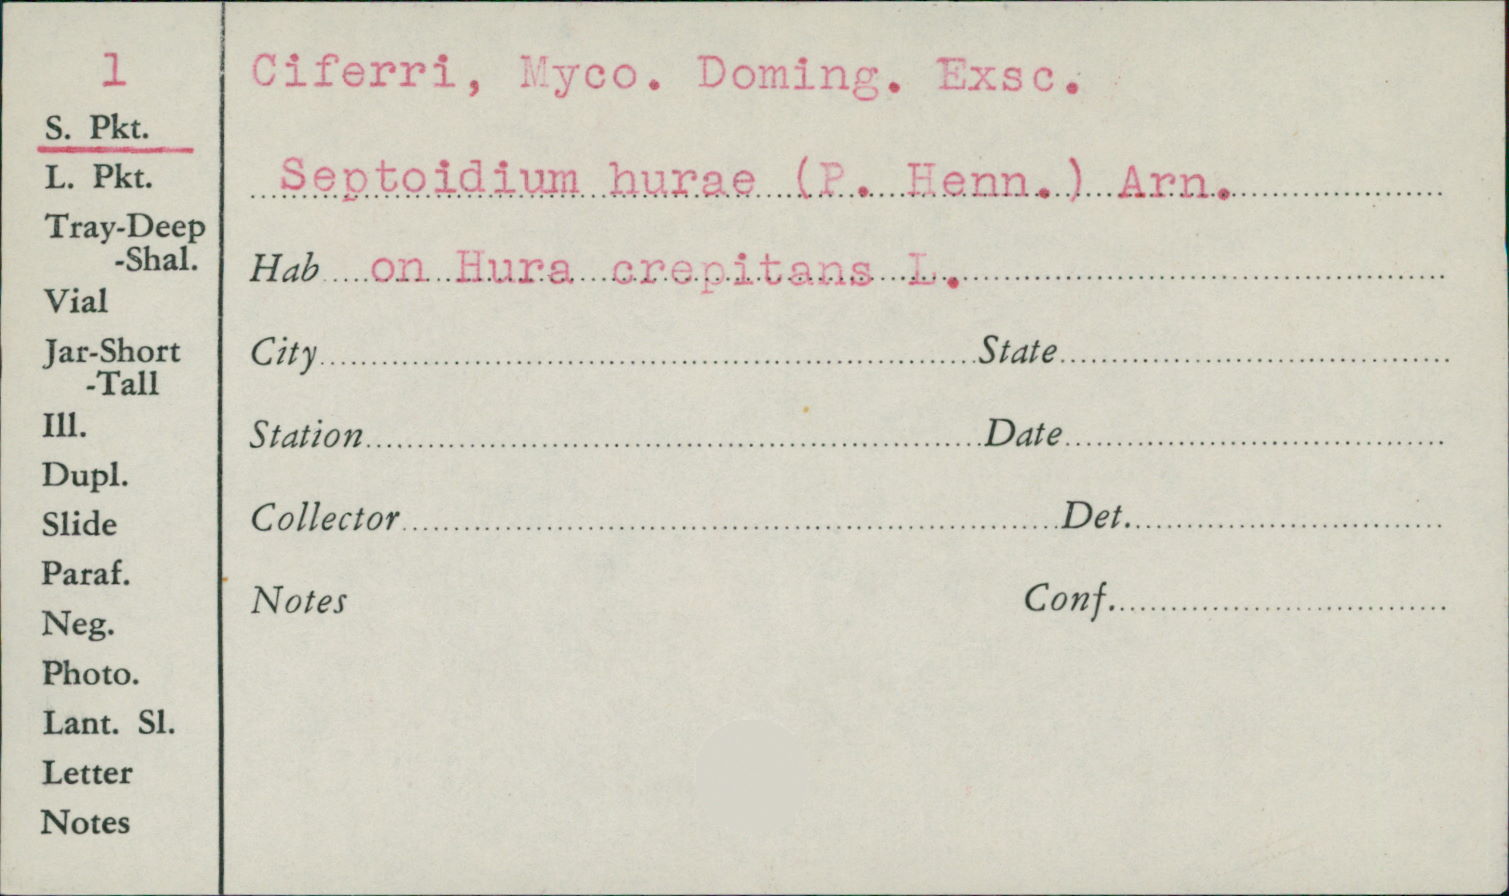 1
S. Pkt.
L. Pkt.
Tray-Deep
-Shal.
Vial
Jar-Short
-Tall
Ill.
Dupl.
Slide
Paraf.
Neg.
Photo.
Lant. Sl.
Letter
Notes
Ciferri, Myco. Doming. Exsc.
Septoidium hurae (P. Henn.) Arn.
Hab on Hura crepitans L.
City State
Station Date
Collector Det.
Notes Conf.